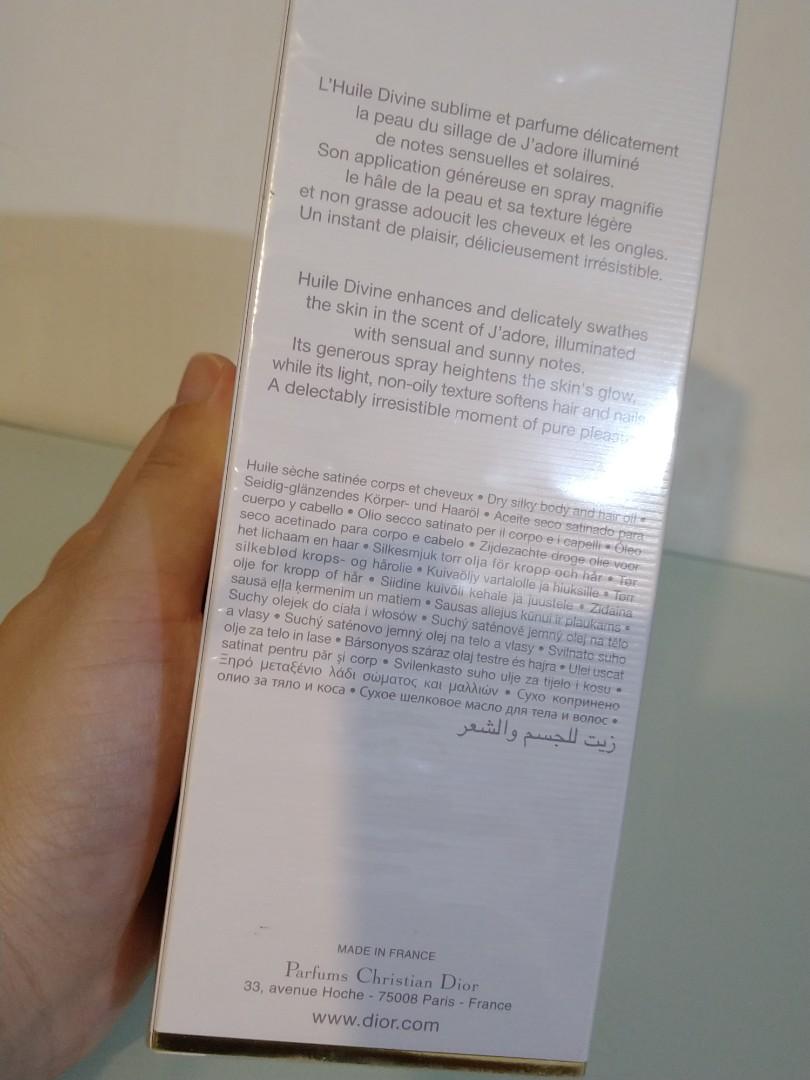 L'Huile Divine sublime et parfume délicatement
la peau du sillage de J'adore illuminé
de notes sensuelles et solaires.
Son application généreuse en spray magnifie
le hâle de la peau et sa texture légère
et non grasse adoucit les cheveux et les ongles.
Un instant de plaisir, délicieusement irrésistible.
Huile Divine enhances and delicately swathes
the skin in the scent of J'adore, illuminated
with sensual and sunny notes.
Its generous spray heightens the skin's glow,
while its light, non-oily texture softens hair and nails
A delectably irresistible moment of pure
Huile sèche satinée corps et cheveux • Dry silky body and hair oil •
Seidig-glänzendes Körper- und Haaröl • Aceite seco satinado para
cuerpo y cabello • Olio secco satinato per il corpo e i capelli • Óleo
seco acetinado para corpo e cabelo • Zijdezachte droge olie voor
het lichaam en haar • Silkesmjuk torr olja för kropp och hår • Tør
silkeblød krops- og hårolie • Kuivaöljy vartalolle ja hiuksille • Tørr
olje for kropp of hår • Siidine kuivõli kehale ja juustele • Zīdaina
sausā eļļa ķermenim un matiem • Sausas aliejus kūnui ir plaukams •
Suchy olejek do ciała i włosów • Suchý saténově jemný olej na tělo
a vlasy • Suchý saténovo jemný olej na telo a vlasy • Svilnato suho
olje za telo in lase • Bársonyos száraz olaj testre és hajra • Ulei uscat
satinat pentru păr şi corp • Svilenkasto suho ulje za tijelo i kosu •
Ξηρό μεταξένιο λάδι σώματος και μαλλιών • Сухо копринено
олио за тяло и коса • Сухое шелковое масло для тела и волос •
زيت للجسم والشعر
MADE IN FRANCE
Parfums Christian Dior
33, avenue Hoche - 75008 Paris - France
www.dior.com